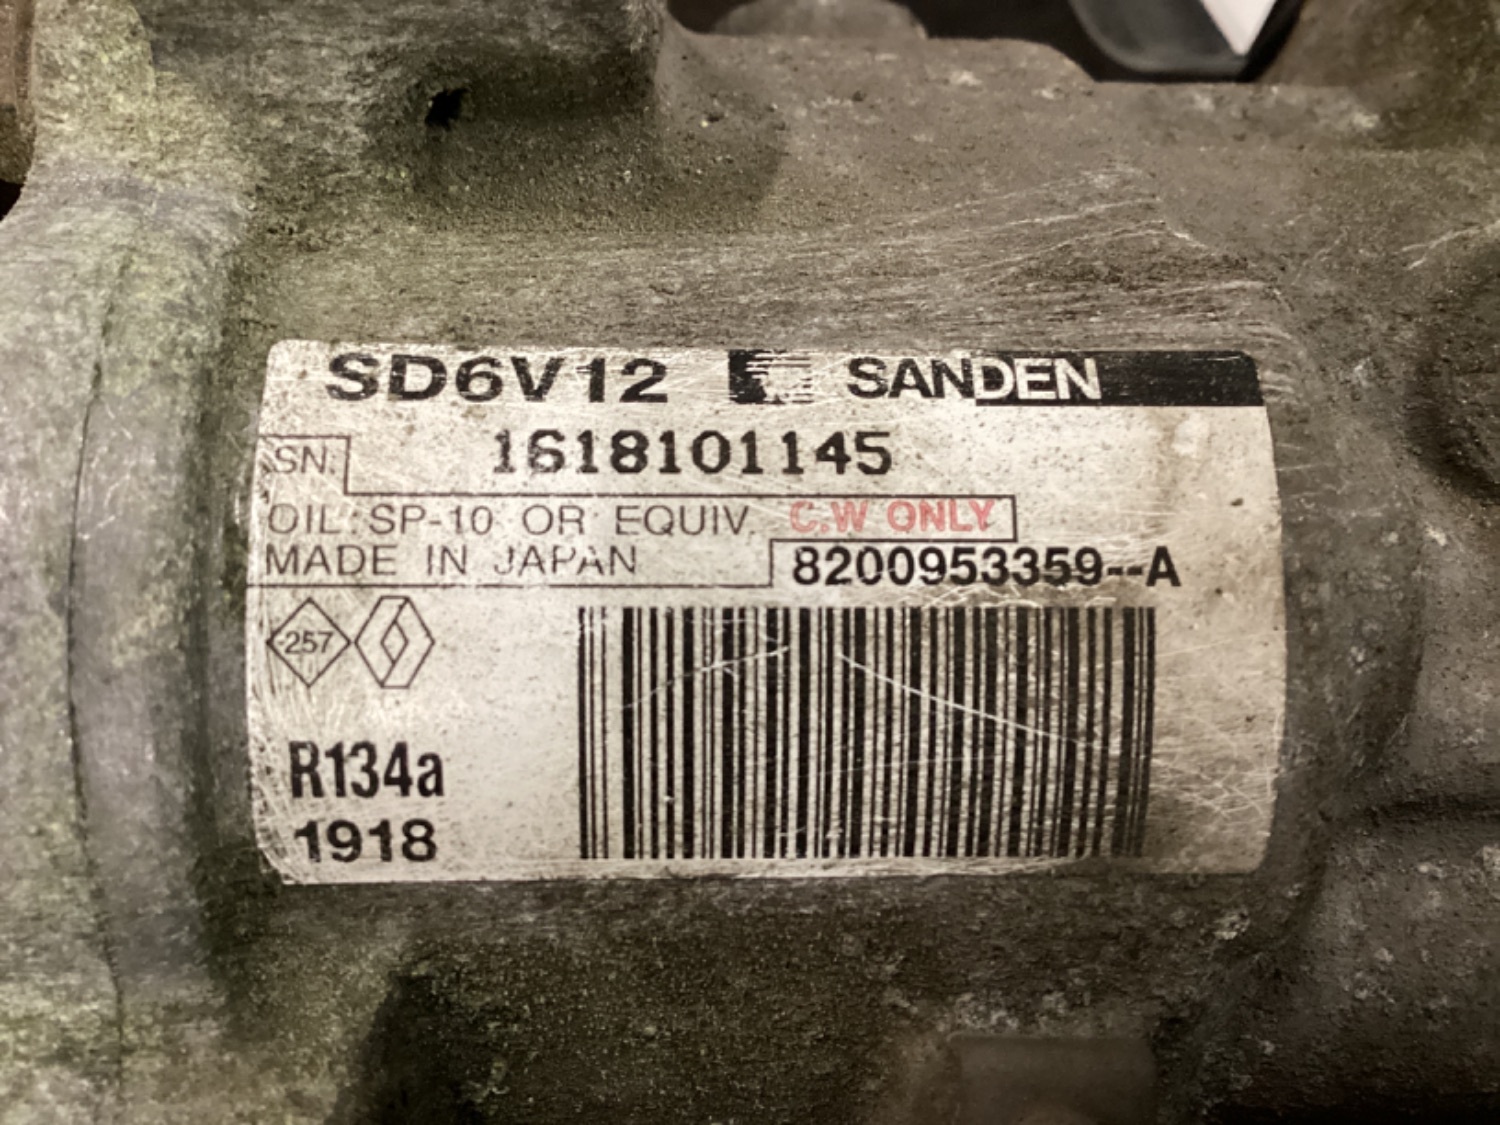 SD6V12 SANDEN
SN. 1618101145
OIL: SP-10 OR EQUIV. C.W ONLY
MADE IN JAPAN 8200953359--A
257
R134a
1918